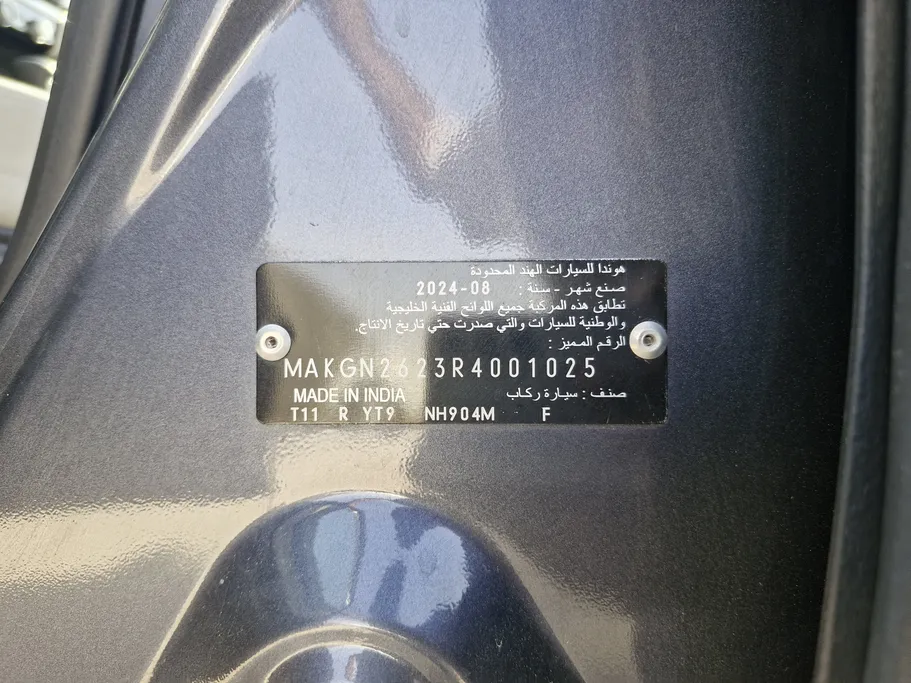 هوندا للسيارات الهند المحدودة
صنع شهر - سنة : 2024-08
تطابق هذه المركبة جميع اللوائح الفنية الخليجية
والوطنية للسيارات والتي صدرت حتي تاريخ الانتاج.
الرقم المميز :
MAKGN2623R4001025
MADE IN INDIA صنف : سيارة ركاب
T11 R YT9 NH904M F